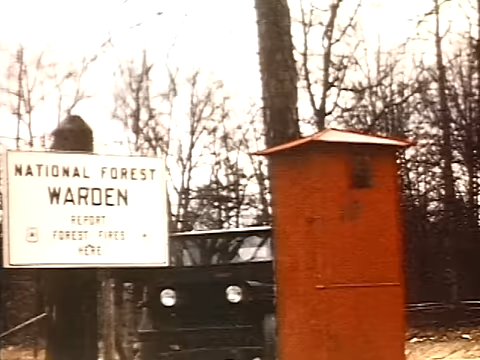 NATIONAL FOREST
WARDEN
REPORT
FOREST FIRES
HERE